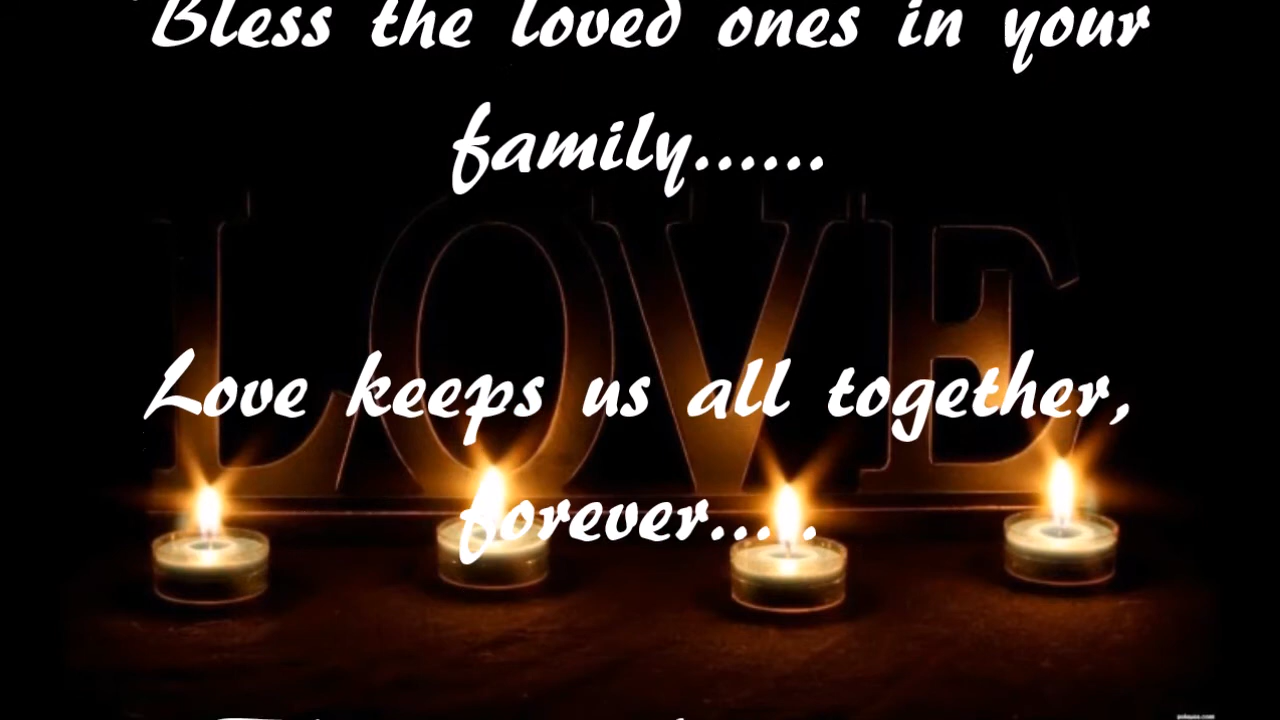 Bless the loved ones in your
family......
LOVE
Love keeps us all together,
forever.....